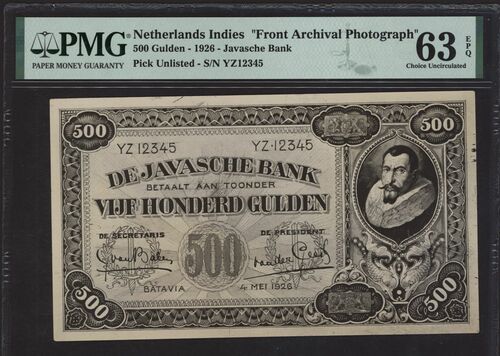 PMG
PAPER MONEY GUARANTY
Netherlands Indies "Front Archival Photograph"
500 Gulden - 1926 - Javasche Bank
Pick Unlisted - S/N YZ12345
63 EPQ
Choice Uncirculated
500
500
YZ 12345
YZ·12345
DE JAVASCHE BANK
BETAALT AAN TOONDER
VIJF HONDERD GULDEN
DE SECRETARIS
DE PRESIDENT
500
BATAVIA
4 MEI 1926
500
500